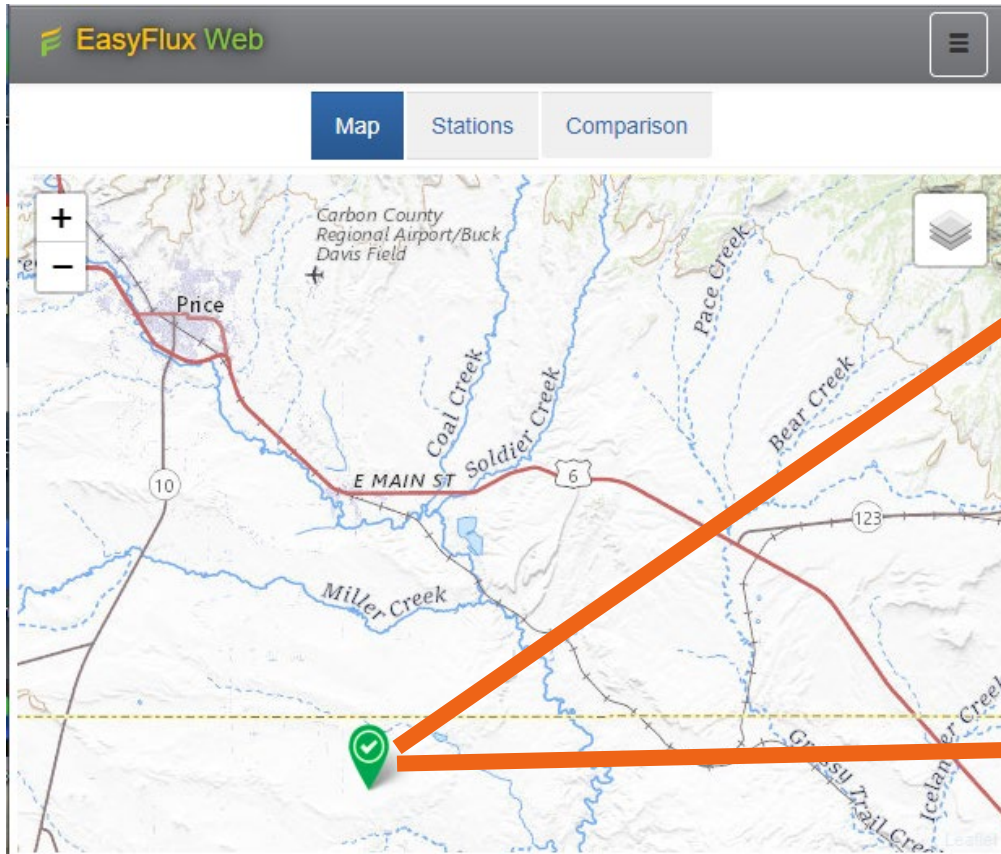 EasyFlux Web
Map Stations Comparison
+
−
Carbon County
Regional Airport/Buck
Davis Field
Price
Pace Creek
Coal Creek
Soldier Creek
Bear Creek
E MAIN ST
6
10
123
Miller Creek
Grassy Trail Creek
Leaflet